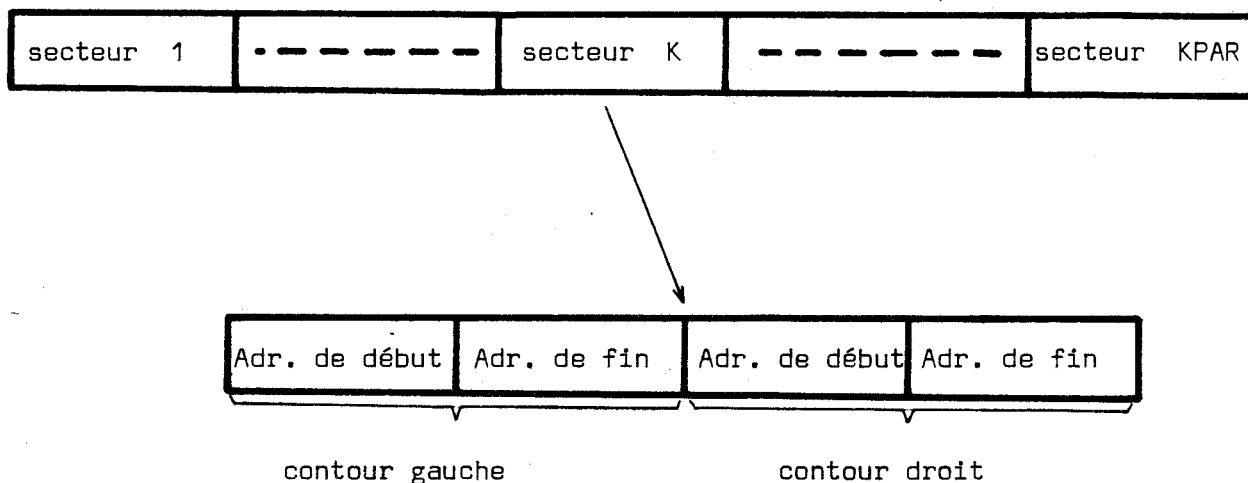 secteur 1 secteur K secteur KPAR
Adr. de début Adr. de fin Adr. de début Adr. de fin
contour gauche contour droit